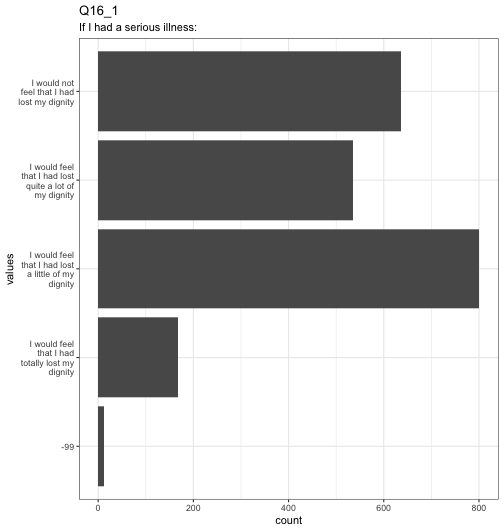 Q16_1
If I had a serious illness:
I would not
feel that I had
lost my dignity
I would feel
that I had lost
quite a lot of
my dignity
values
I would feel
that I had lost
a little of my
dignity
I would feel
that I had
totally lost my
dignity
-99
0 200 400 600 800
count